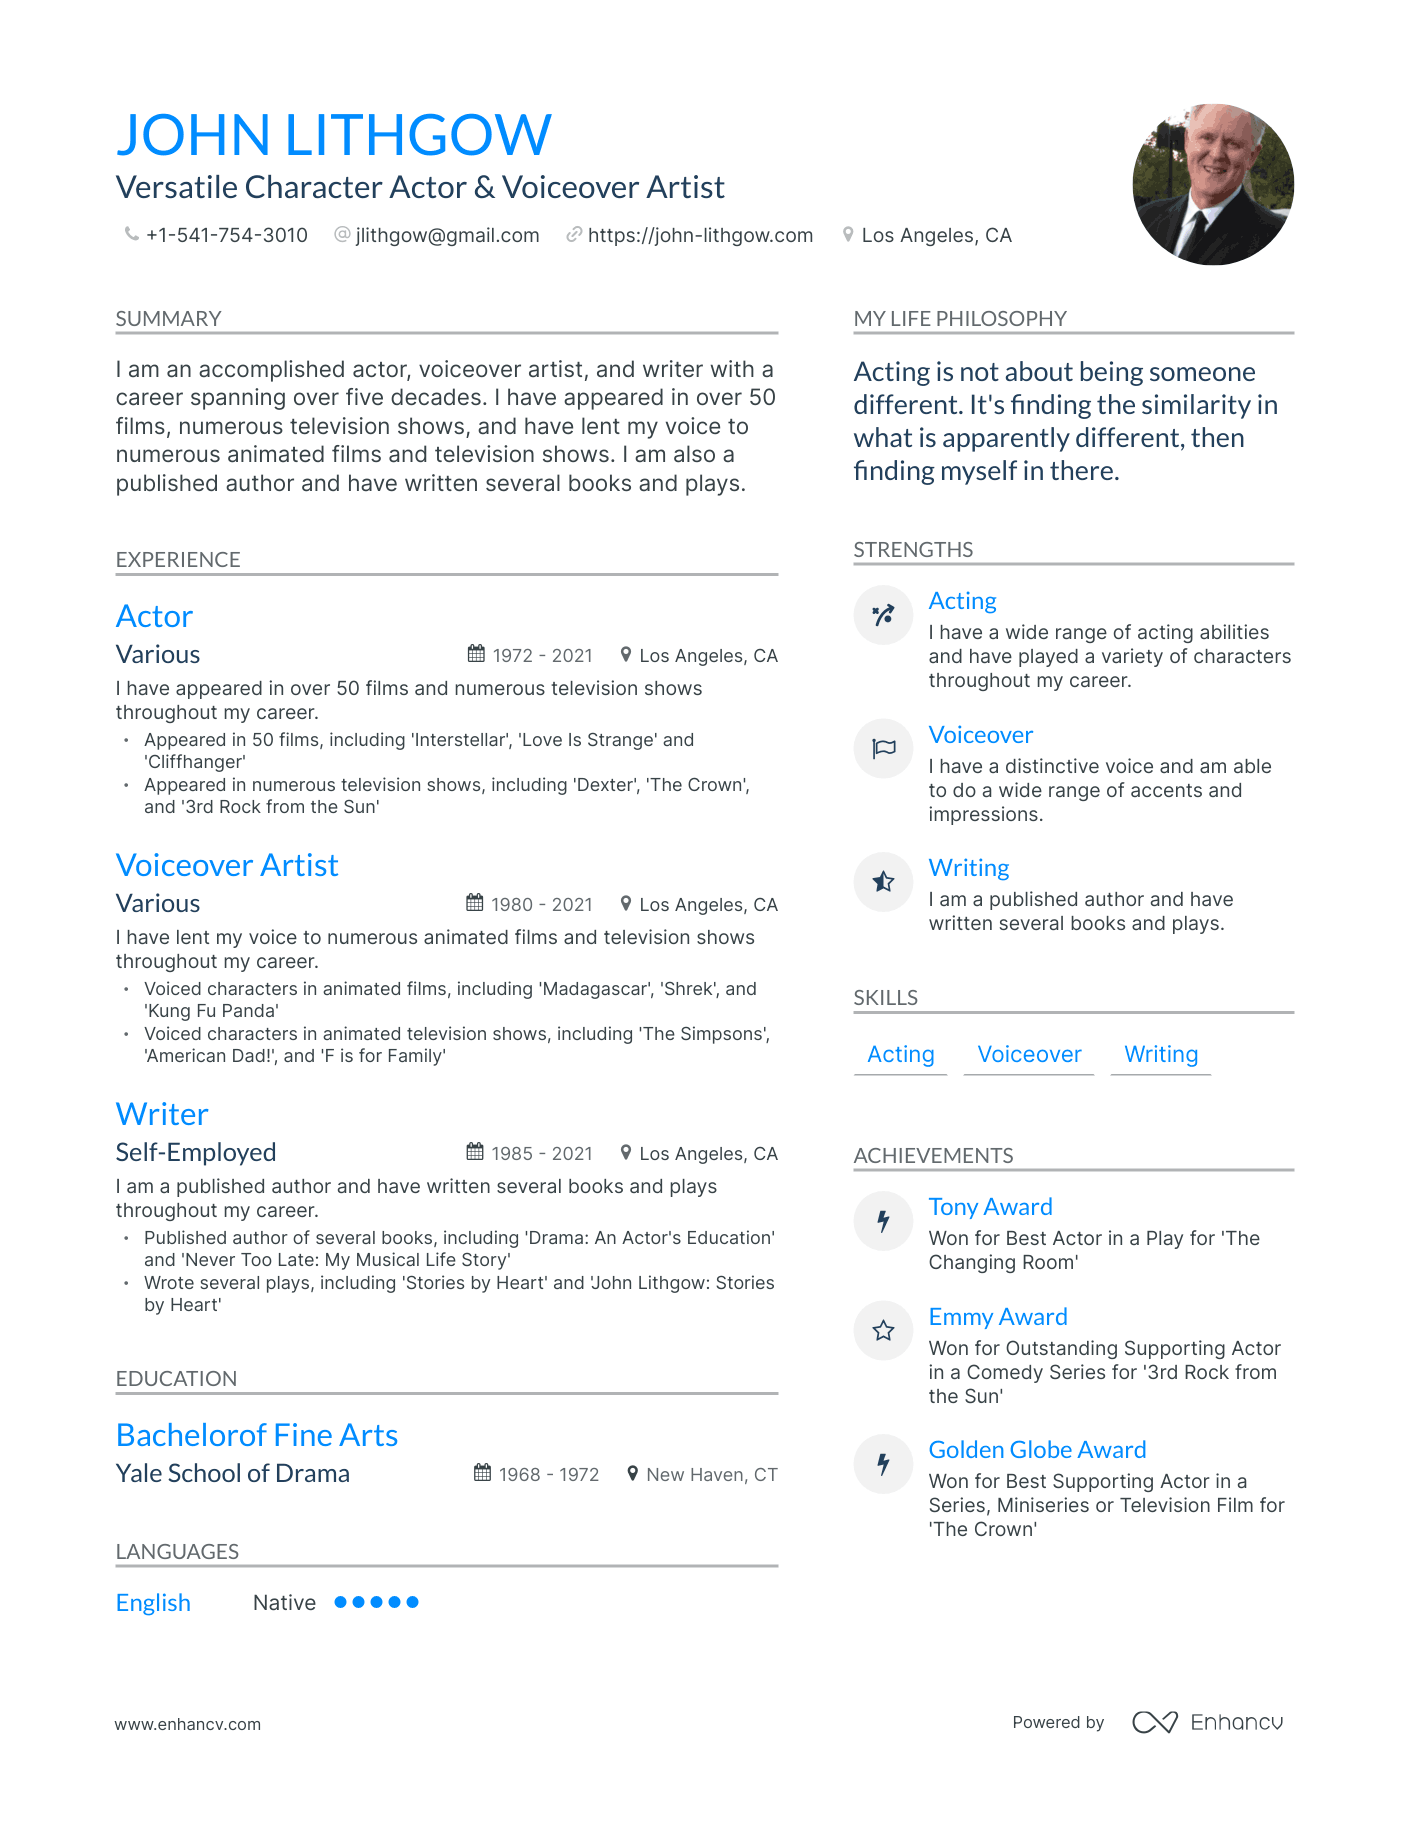 JOHN LITHGOW
Versatile Character Actor & Voiceover Artist
+1-541-754-3010 jlithgow@gmail.com https://john-lithgow.com Los Angeles, CA
SUMMARY
I am an accomplished actor, voiceover artist, and writer with a
career spanning over five decades. I have appeared in over 50
films, numerous television shows, and have lent my voice to
numerous animated films and television shows. I am also a
published author and have written several books and plays.
EXPERIENCE
Actor
Various 1972 - 2021 Los Angeles, CA
I have appeared in over 50 films and numerous television shows
throughout my career.
• Appeared in 50 films, including 'Interstellar', 'Love Is Strange' and
'Cliffhanger'
• Appeared in numerous television shows, including 'Dexter', 'The Crown',
and '3rd Rock from the Sun'
Voiceover Artist
Various 1980 - 2021 Los Angeles, CA
I have lent my voice to numerous animated films and television shows
throughout my career.
• Voiced characters in animated films, including 'Madagascar', 'Shrek', and
'Kung Fu Panda'
• Voiced characters in animated television shows, including 'The Simpsons',
'American Dad!', and 'F is for Family'
Writer
Self-Employed 1985 - 2021 Los Angeles, CA
I am a published author and have written several books and plays
throughout my career.
• Published author of several books, including 'Drama: An Actor's Education'
and 'Never Too Late: My Musical Life Story'
• Wrote several plays, including 'Stories by Heart' and 'John Lithgow: Stories
by Heart'
EDUCATION
Bachelorof Fine Arts
Yale School of Drama 1968 - 1972 New Haven, CT
LANGUAGES
English Native
MY LIFE PHILOSOPHY
Acting is not about being someone
different. It's finding the similarity in
what is apparently different, then
finding myself in there.
STRENGTHS
Acting
I have a wide range of acting abilities
and have played a variety of characters
throughout my career.
Voiceover
I have a distinctive voice and am able
to do a wide range of accents and
impressions.
Writing
I am a published author and have
written several books and plays.
SKILLS
Acting Voiceover Writing
ACHIEVEMENTS
Tony Award
Won for Best Actor in a Play for 'The
Changing Room'
Emmy Award
Won for Outstanding Supporting Actor
in a Comedy Series for '3rd Rock from
the Sun'
Golden Globe Award
Won for Best Supporting Actor in a
Series, Miniseries or Television Film for
'The Crown'
www.enhancv.com
Powered by Enhancv